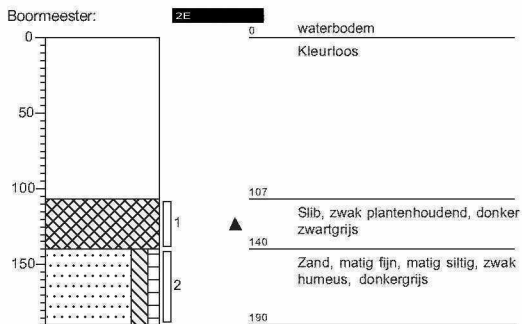 Boormeester: 2E
0
0 waterbodem
Kleurloos
50
100
107
1
Slib, zwak plantenhoudend, donker
zwartgrijs
140
150
2
Zand, matig fijn, matig siltig, zwak
humeus, donkergrijs
190